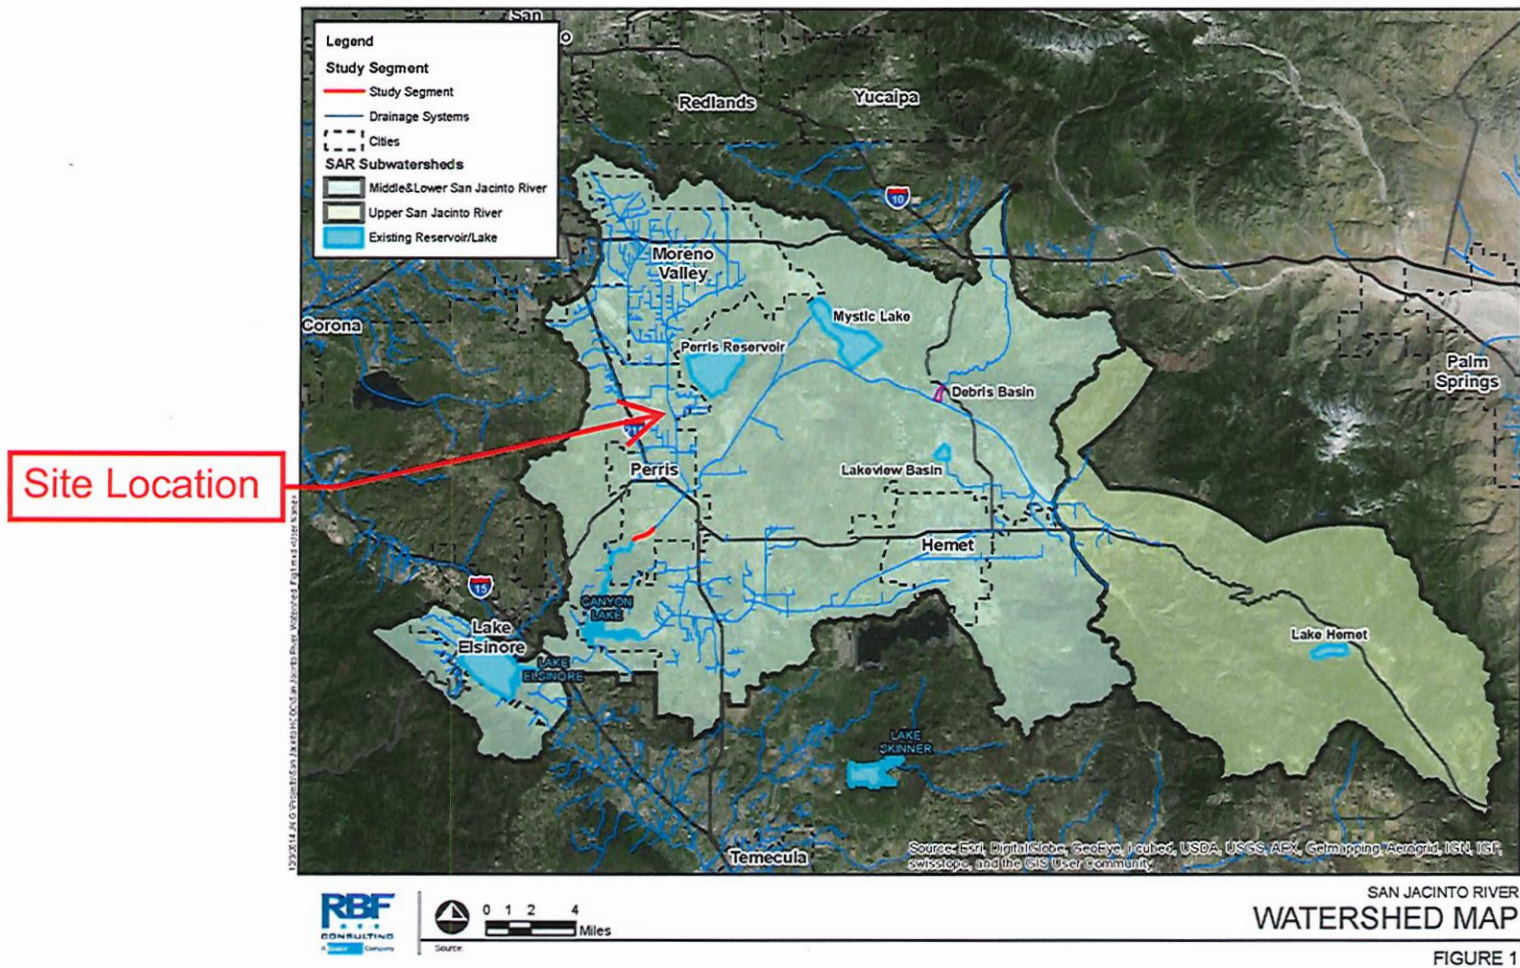 San
o
Legend
Study Segment
Study Segment
Drainage Systems
Cities
SAR Subwatersheds
Middle&Lower San Jacinto River
Upper San Jacinto River
Existing Reservoir/Lake
Redlands
Yucaipa
10
Moreno
Valley
Corona
Mystic Lake
Perris Reservoir
Palm
Springs
Debris Basin
Site Location
Perris
Lakeview Basin
Hemet
15
CANYON
LAKE
Lake
Elsinore
LAKE
ELSINORE
Lake Hemet
LAKE
SKINNER
Temecula
Source: Esri, DigitalGlobe, GeoEye, i-cubed, USDA, USGS, AEX, Getmapping, Aerogrid, IGN, IGP,
swisstopo, and the GIS User Community
RBF
CONSULTING
A Company
0 1 2 4
Miles
Source:
SAN JACINTO RIVER
WATERSHED MAP
FIGURE 1